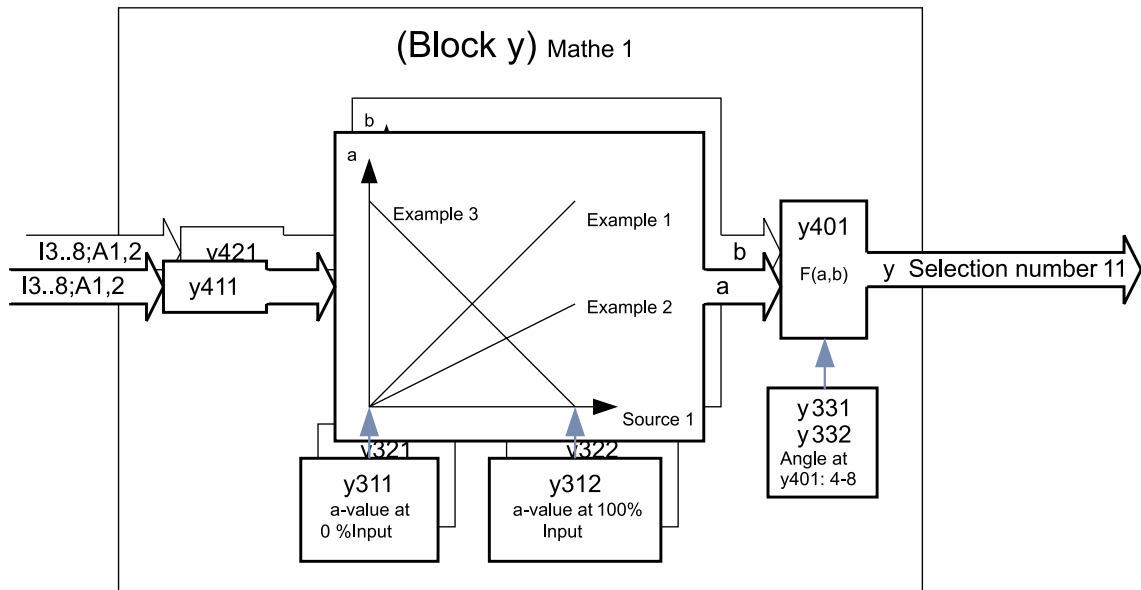 (Block y) Mathe 1
b
a
Example 3
Example 1
I3..8;A1,2
y421
b
y401
I3..8;A1,2
y411
a
F(a,b)
y Selection number 11
Example 2
Source 1
y331
y332
Angle at
y401: 4-8
y321
y322
y311
a-value at
0 %Input
y312
a-value at 100%
Input